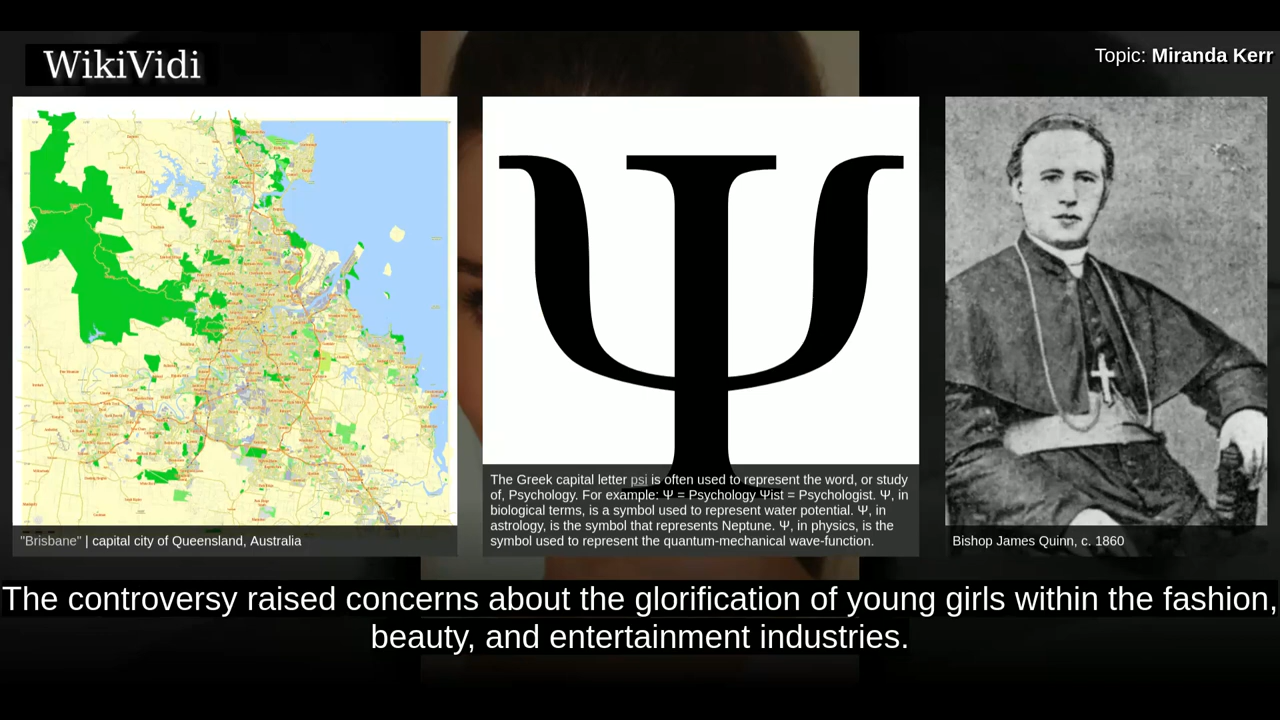 WikiVidi
Topic: Miranda Kerr
Ψ
"Brisbane" | capital city of Queensland, Australia
The Greek capital letter psi is often used to represent the word, or study
of, Psychology. For example: Ψ = Psychology Ψist = Psychologist. Ψ, in
biological terms, is a symbol used to represent water potential. Ψ, in
astrology, is the symbol that represents Neptune. Ψ, in physics, is the
symbol used to represent the quantum-mechanical wave-function.
Bishop James Quinn, c. 1860
The controversy raised concerns about the glorification of young girls within the fashion,
beauty, and entertainment industries.